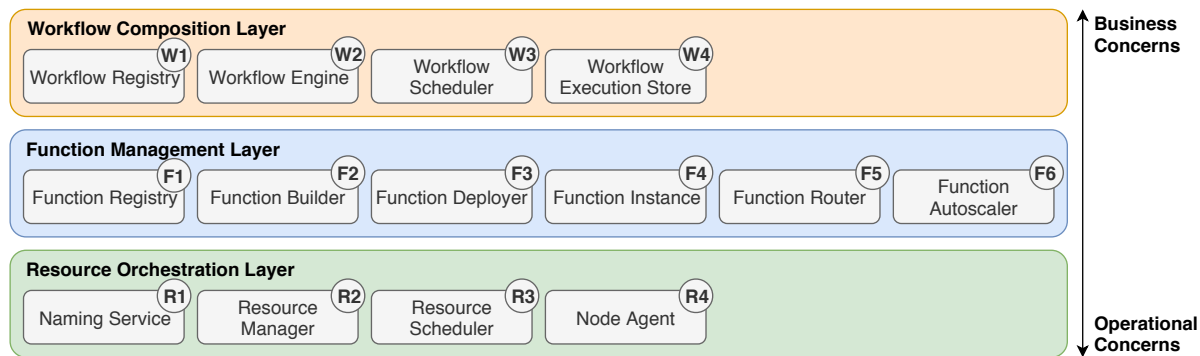 Workflow Composition Layer
W1
W2
W3
W4
Workflow Registry
Workflow Engine
Workflow
Scheduler
Workflow
Execution Store
Business
Concerns
Function Management Layer
F1
F2
F3
F4
F5
F6
Function Registry
Function Builder
Function Deployer
Function Instance
Function Router
Function
Autoscaler
Resource Orchestration Layer
R1
R2
R3
R4
Naming Service
Resource
Manager
Resource
Scheduler
Node Agent
Operational
Concerns